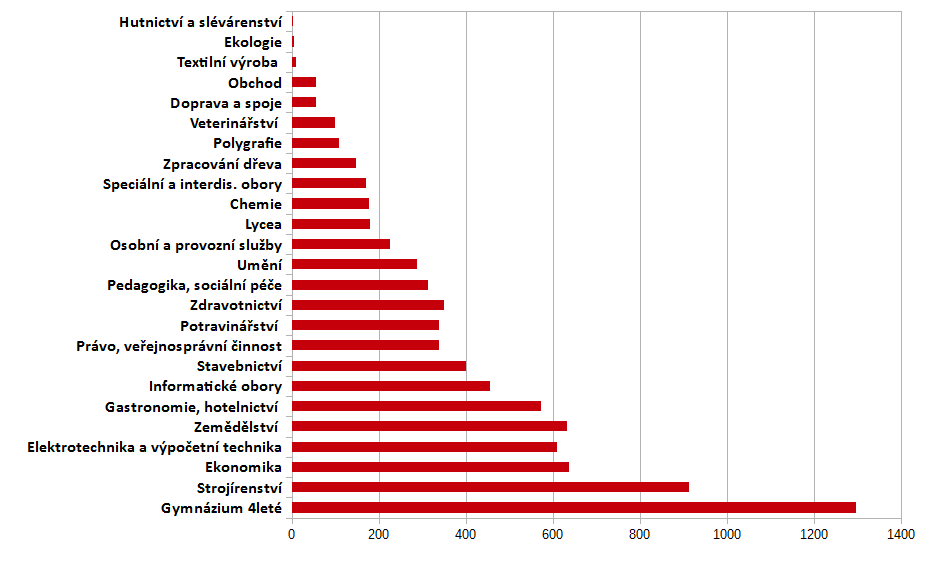 Hutnictví a slévárenství
Ekologie
Textilní výroba
Obchod
Doprava a spoje
Veterinářství
Polygrafie
Zpracování dřeva
Speciální a interdis. obory
Chemie
Lycea
Osobní a provozní služby
Umění
Pedagogika, sociální péče
Zdravotnictví
Potravinářství
Právo, veřejnosprávní činnost
Stavebnictví
Informatické obory
Gastronomie, hotelnictví
Zemědělství
Elektrotechnika a výpočetní technika
Ekonomika
Strojírenství
Gymnázium 4leté
0 200 400 600 800 1000 1200 1400